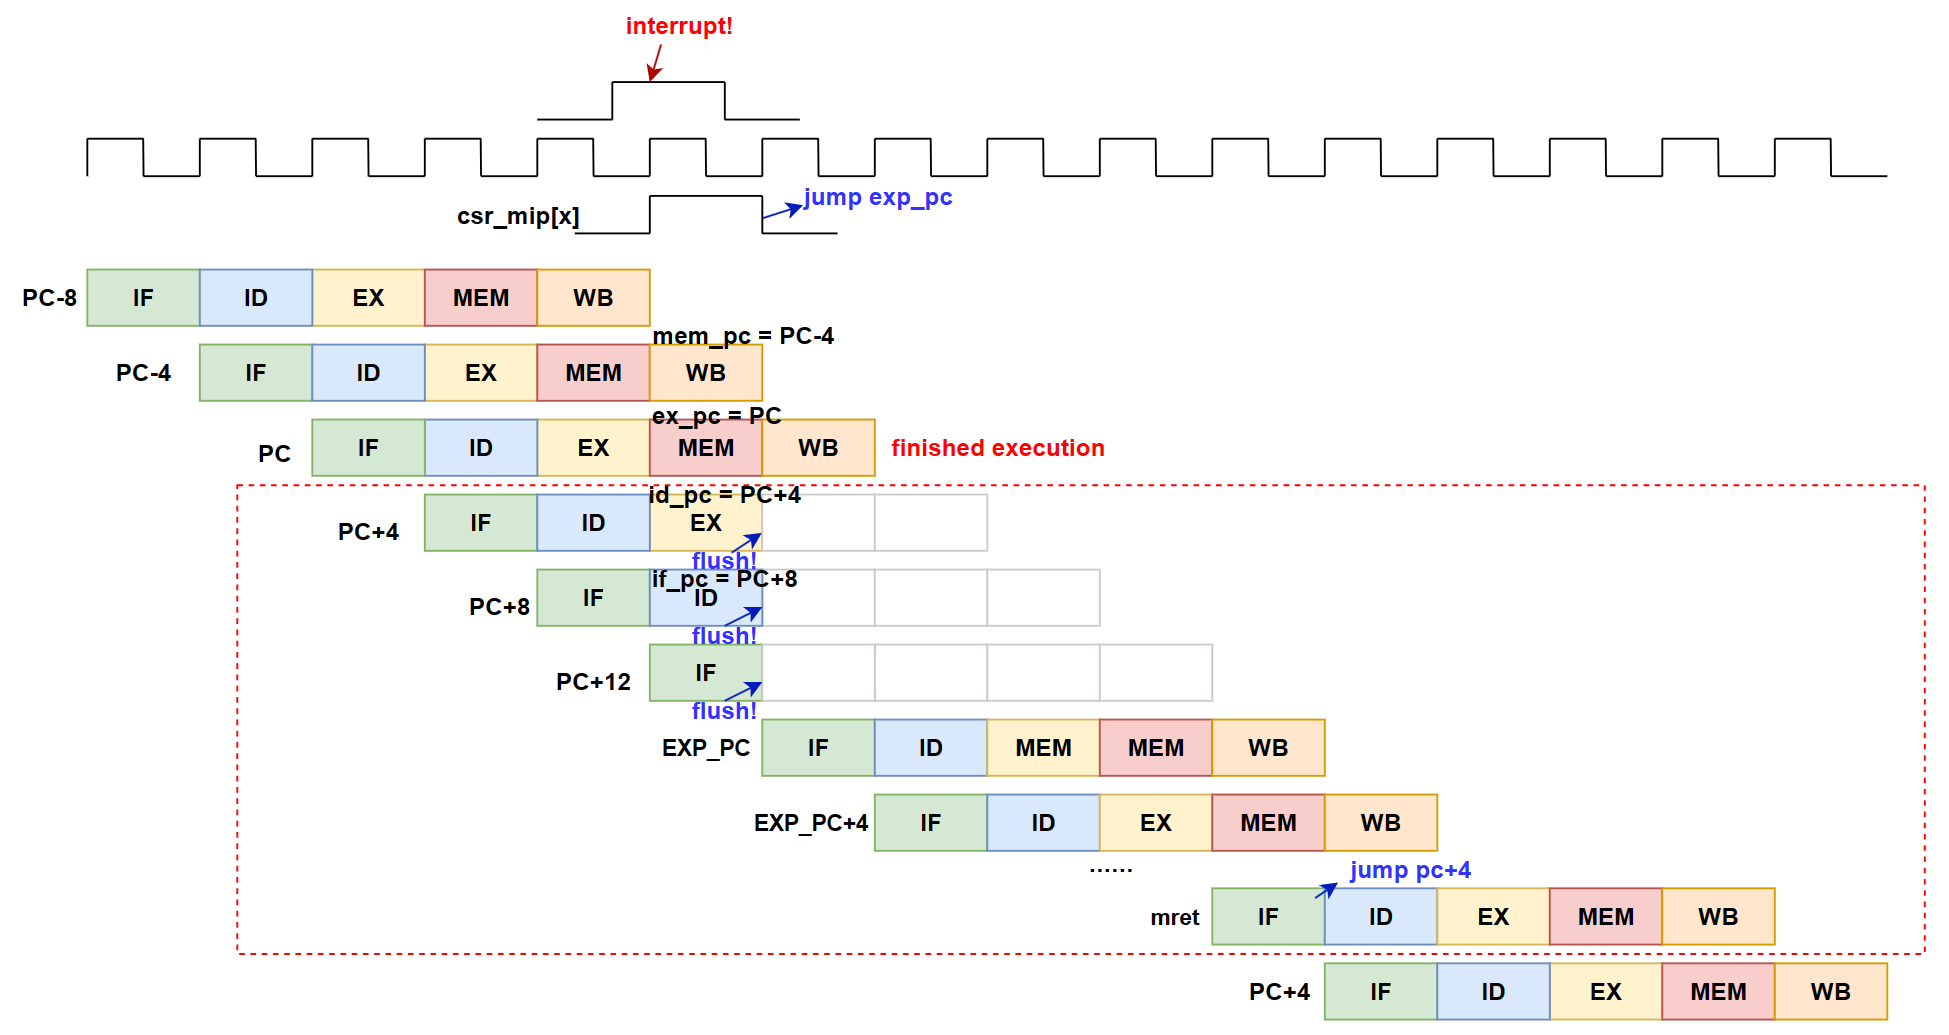 interrupt!
jump exp_pc
csr_mip[x]
PC-8 IF ID EX MEM WB
mem_pc = PC-4
PC-4 IF ID EX MEM WB
ex_pc = PC
PC IF ID EX MEM WB finished execution
id_pc = PC+4
PC+4 IF ID EX
flush!
if_pc = PC+8
PC+8 IF ID
flush!
PC+12 IF
flush!
EXP_PC IF ID MEM MEM WB
EXP_PC+4 IF ID EX MEM WB
......
jump pc+4
mret IF ID EX MEM WB
PC+4 IF ID EX MEM WB